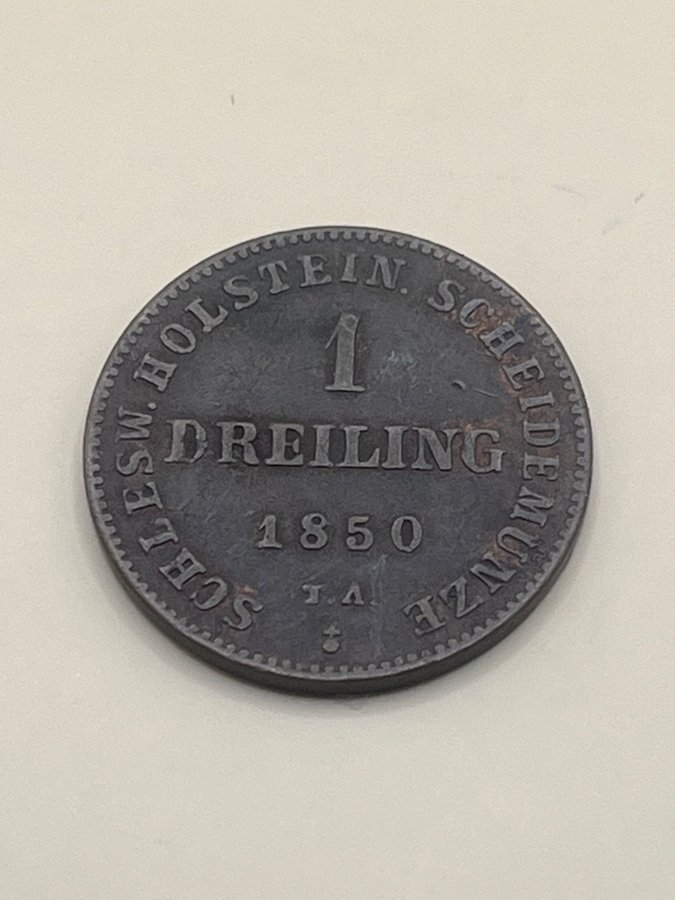 SCHLESW. HOLSTEIN. SCHEIDEMUNZE
1
DREILING
1850
T.A.